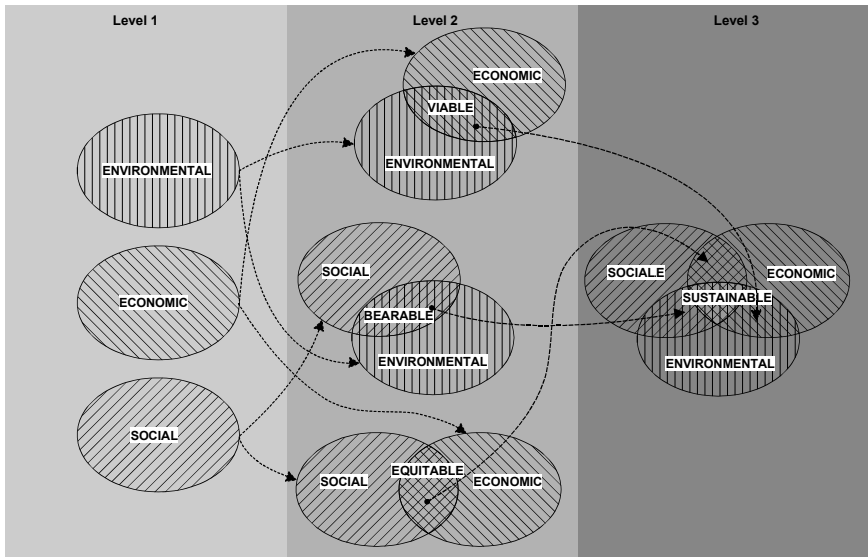 Level 1
Level 2
Level 3
ENVIRONMENTAL
ECONOMIC
SOCIAL
ECONOMIC
VIABLE
ENVIRONMENTAL
SOCIAL
BEARABLE
ENVIRONMENTAL
SOCIAL
EQUITABLE
ECONOMIC
SOCIALE
ECONOMIC
SUSTAINABLE
ENVIRONMENTAL